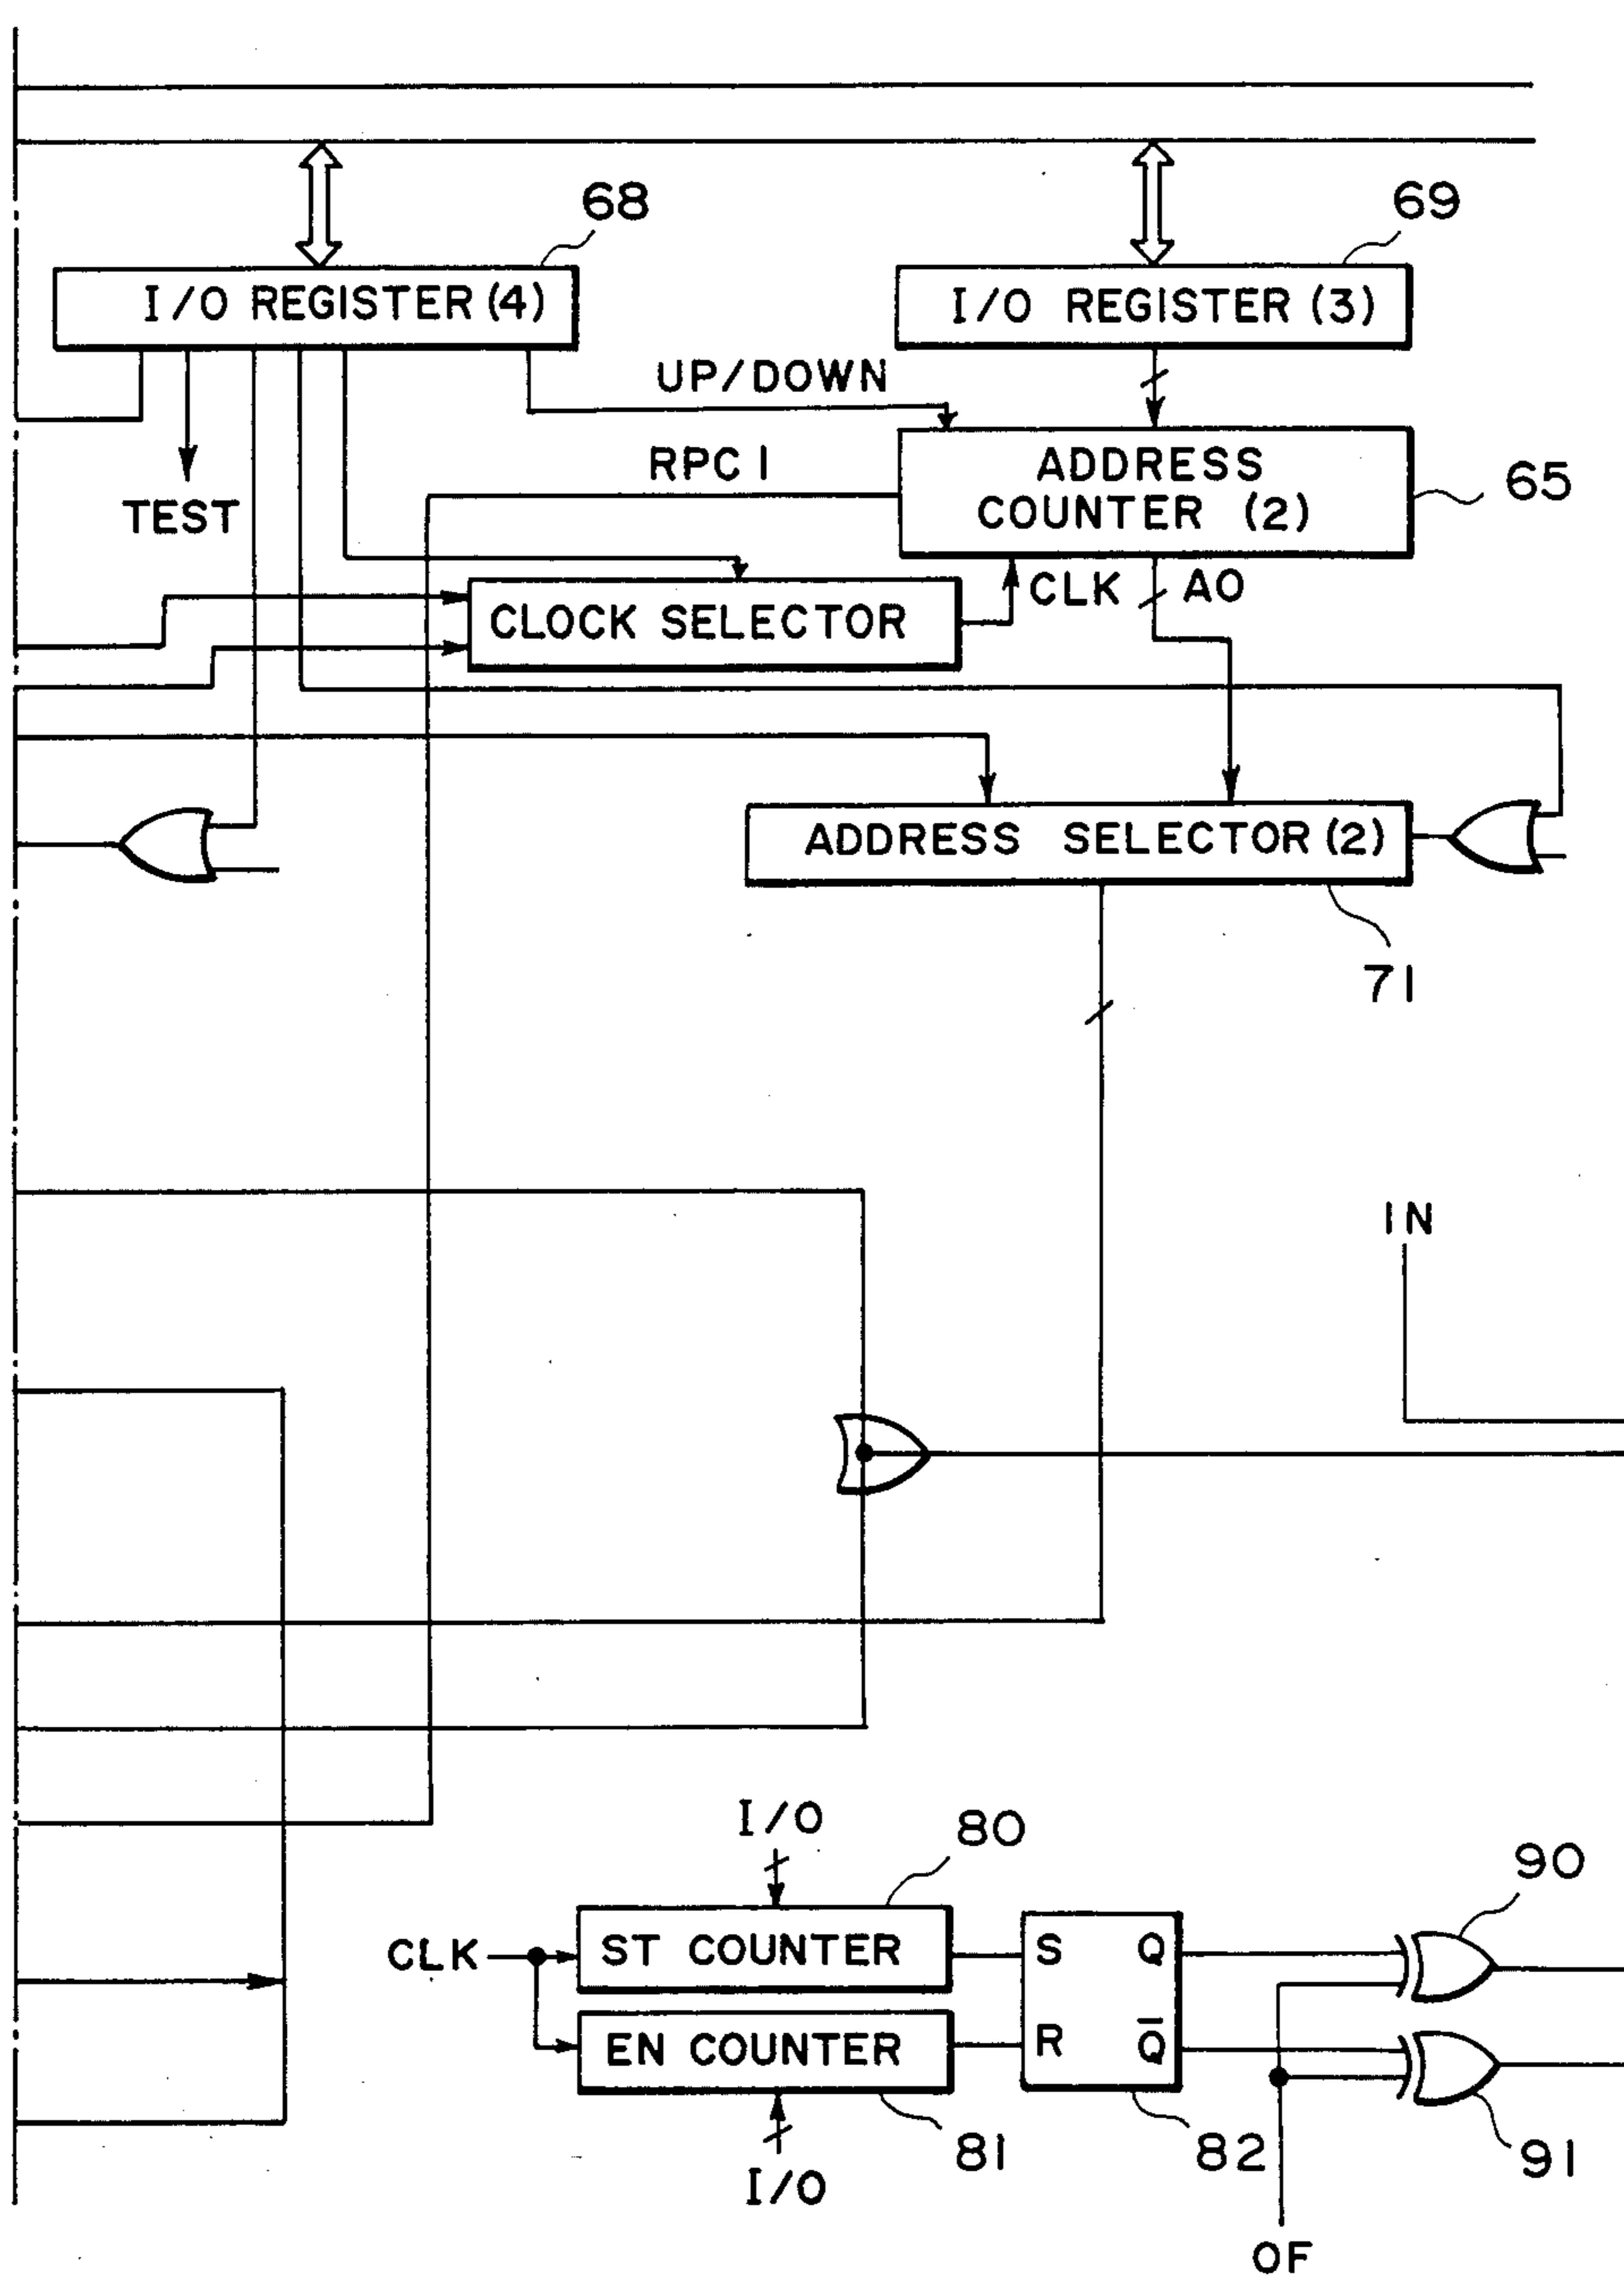 68
69
I/O REGISTER (4)
I/O REGISTER (3)
UP/DOWN
RPC1
ADDRESS
COUNTER (2)
65
TEST
CLK
AO
CLOCK SELECTOR
ADDRESS SELECTOR (2)
71
IN
I/O
80
90
CLK
ST COUNTER
S
Q
EN COUNTER
R
Q̅
81
82
91
I/O
OF